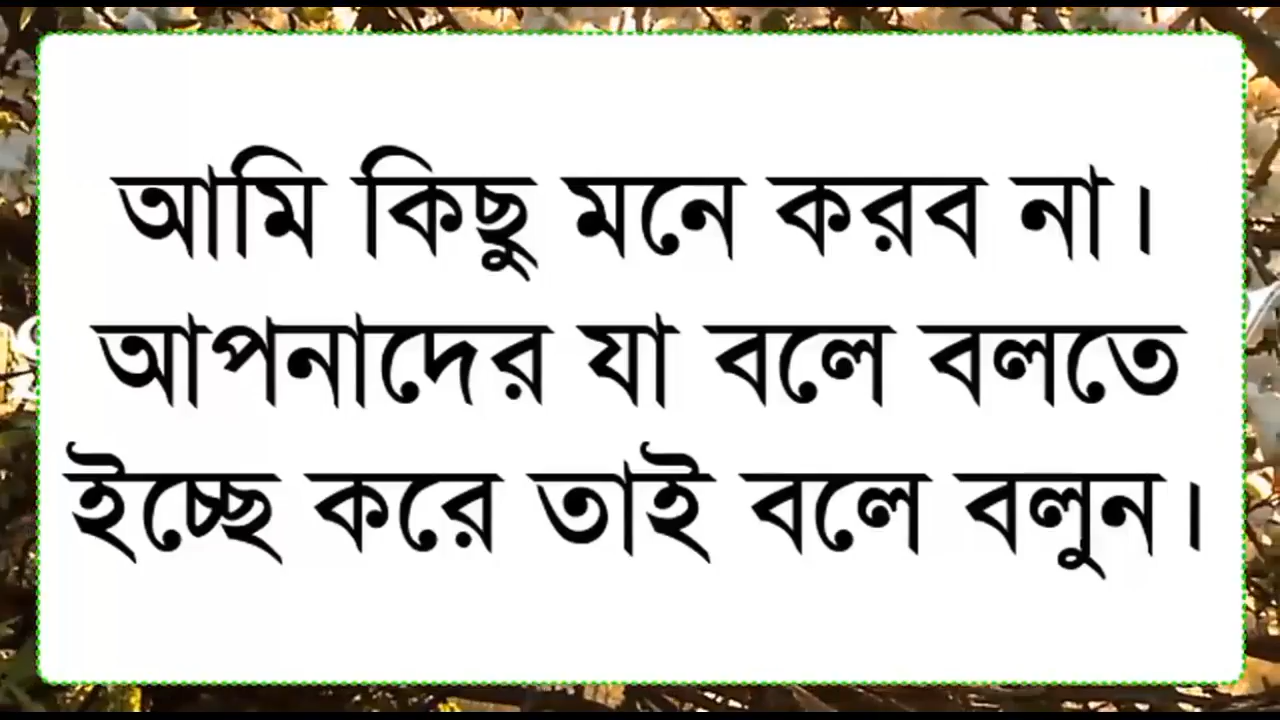 আমি কিছু মনে করব না।
আপনাদের যা বলে বলতে
ইচ্ছে করে তাই বলে বলুন।